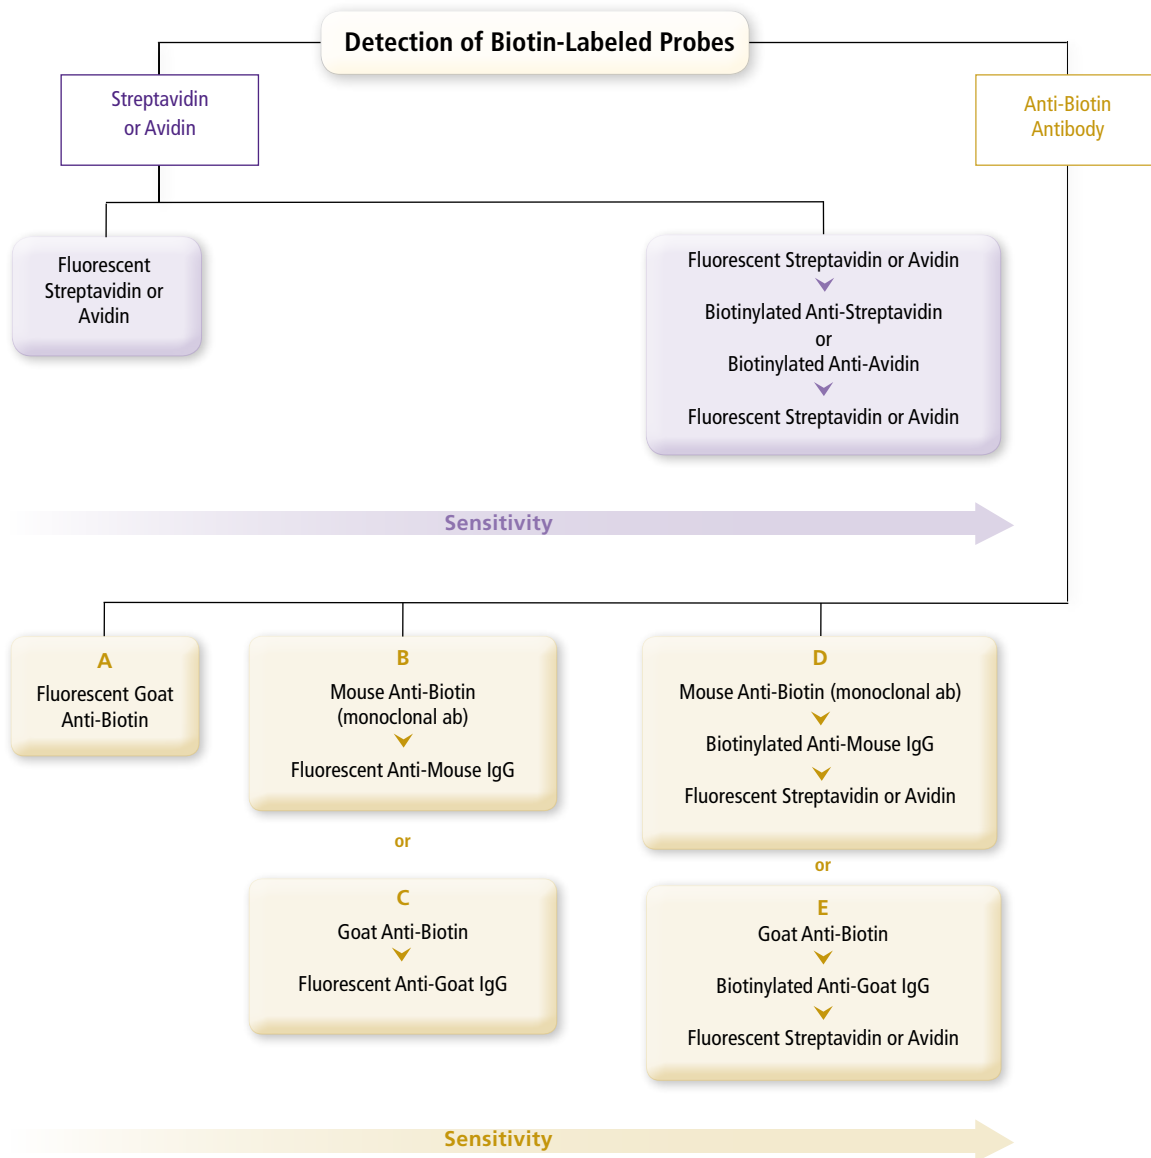 Detection of Biotin-Labeled Probes
Streptavidin
or Avidin
Anti-Biotin
Antibody
Fluorescent
Streptavidin or
Avidin
Fluorescent Streptavidin or Avidin
Biotinylated Anti-Streptavidin
or
Biotinylated Anti-Avidin
Fluorescent Streptavidin or Avidin
Sensitivity
A
Fluorescent Goat
Anti-Biotin
B
Mouse Anti-Biotin
(monoclonal ab)
Fluorescent Anti-Mouse IgG
or
C
Goat Anti-Biotin
Fluorescent Anti-Goat IgG
D
Mouse Anti-Biotin (monoclonal ab)
Biotinylated Anti-Mouse IgG
Fluorescent Streptavidin or Avidin
or
E
Goat Anti-Biotin
Biotinylated Anti-Goat IgG
Fluorescent Streptavidin or Avidin
Sensitivity